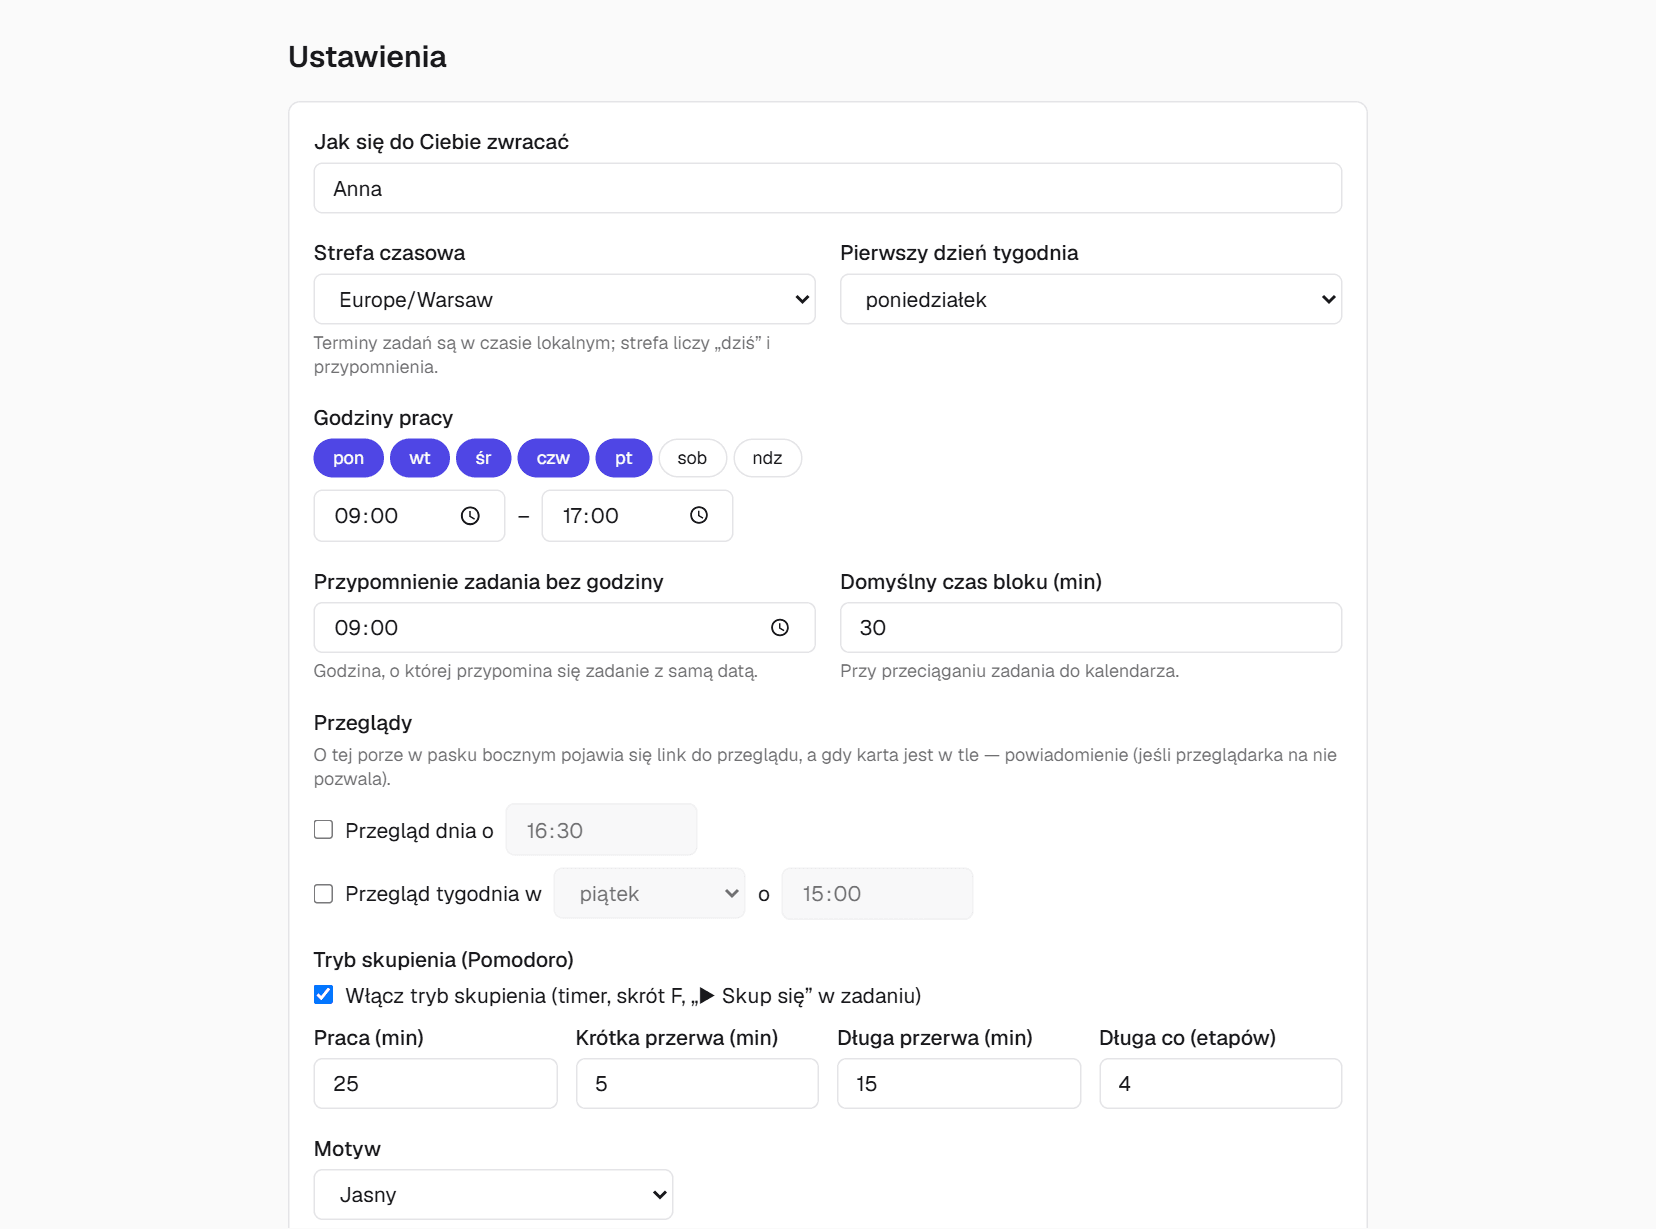 Ustawienia
Jak się do Ciebie zwracać
Anna
Strefa czasowa
Pierwszy dzień tygodnia
Europe/Warsaw
poniedziałek
Terminy zadań są w czasie lokalnym; strefa liczy „dziś” i
przypomnienia.
Godziny pracy
pon wt śr czw pt sob ndz
09:00 – 17:00
Przypomnienie zadania bez godziny
Domyślny czas bloku (min)
09:00
30
Godzina, o której przypomina się zadanie z samą datą.
Przy przeciąganiu zadania do kalendarza.
Przeglądy
O tej porze w pasku bocznym pojawia się link do przeglądu, a gdy karta jest w tle — powiadomienie (jeśli przeglądarka na nie
pozwala).
Przegląd dnia o 16:30
Przegląd tygodnia w piątek o 15:00
Tryb skupienia (Pomodoro)
Włącz tryb skupienia (timer, skrót F, „▶ Skup się” w zadaniu)
Praca (min) Krótka przerwa (min) Długa przerwa (min) Długa co (etapów)
25 5 15 4
Motyw
Jasny